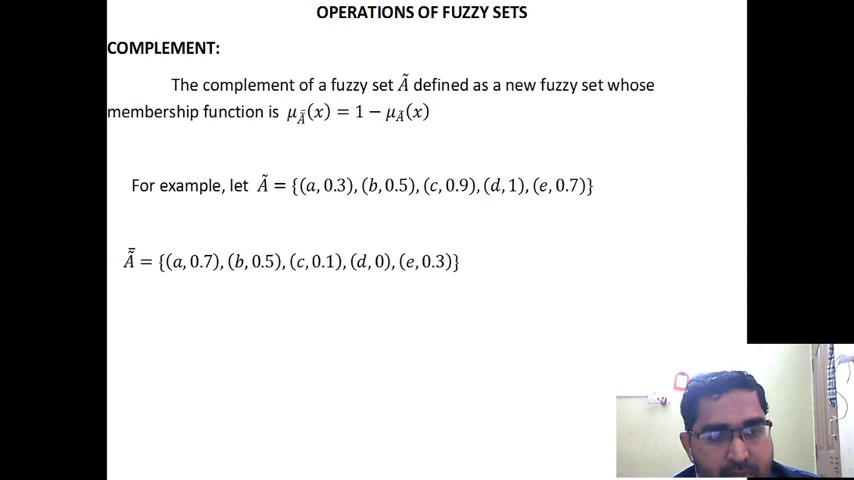 OPERATIONS OF FUZZY SETS
COMPLEMENT:
The complement of a fuzzy set Ã defined as a new fuzzy set whose
membership function is μ_Ã̅(x) = 1 − μ_Ã(x)
For example, let Ã = {(a, 0.3), (b, 0.5), (c, 0.9), (d, 1), (e, 0.7)}
Ã̅ = {(a, 0.7), (b, 0.5), (c, 0.1), (d, 0), (e, 0.3)}